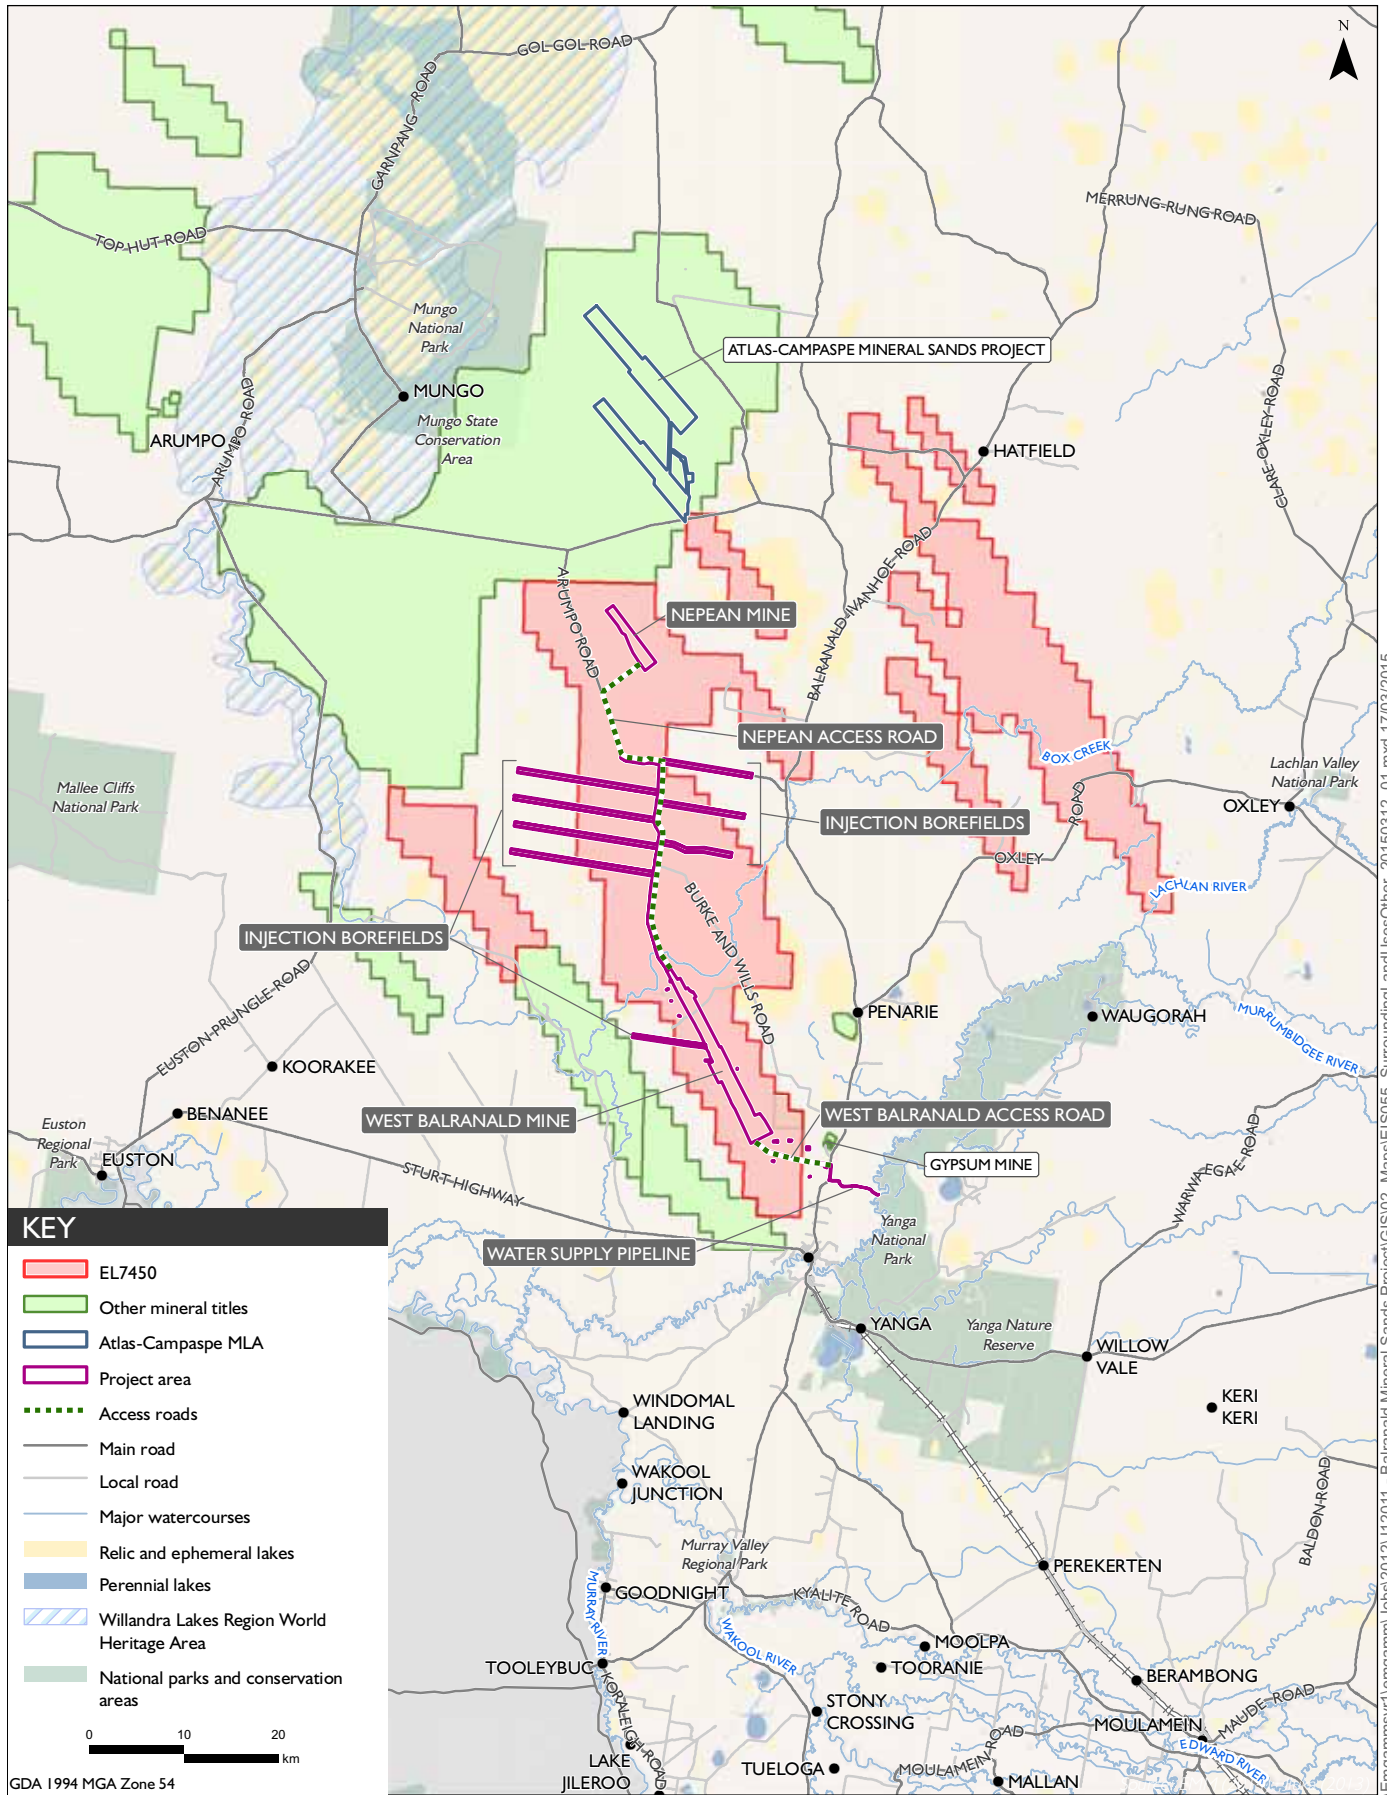 N
GOL GOL ROAD
GARNPANG ROAD
MERRUNG-RUNG ROAD
TOP HUT ROAD
Mungo
National
Park
ATLAS-CAMPASPE MINERAL SANDS PROJECT
MUNGO
Mungo State
Conservation
Area
ARUMPO
ARUMPO ROAD
HATFIELD
CLARE-OXLEY-ROAD
BALRANALD-IVANHOE-ROAD
ARUMPO ROAD
NEPEAN MINE
NEPEAN ACCESS ROAD
BOX CREEK
Lachlan Valley
National Park
Mallee Cliffs
National Park
OXLEY
ROAD
INJECTION BOREFIELDS
OXLEY
LACHLAN RIVER
BURKE AND WILLS ROAD
INJECTION BOREFIELDS
EUSTON-PRUNGLE-ROAD
PENARIE
WAUGORAH
MURRUMBIDGEE RIVER
KOORAKEE
BENANEE
WEST BALRANALD MINE
WEST BALRANALD ACCESS ROAD
Euston
Regional
Park
EUSTON
GYPSUM MINE
STURT HIGHWAY
WARWAEGAE ROAD
Yanga
National
Park
WATER SUPPLY PIPELINE
YANGA
Yanga Nature
Reserve
WILLOW
VALE
KERI
KERI
WINDOMAL
LANDING
WAKOOL
JUNCTION
BALDON ROAD
Murray Valley
Regional Park
PEREKERTEN
GOODNIGHT
KYALITE ROAD
MURRAY RIVER
WAKOOL RIVER
MOOLPA
TOORANIE
TOOLEYBUC
BERAMBONG
KORALEIGH ROAD
STONY
CROSSING
MAUDE ROAD
MOULAMEIN
EDWARD RIVER
MOULAMEIN ROAD
LAKE
JILEROO
TUELOGA
MALLAN
KEY
EL7450
Other mineral titles
Atlas-Campaspe MLA
Project area
Access roads
Main road
Local road
Major watercourses
Relic and ephemeral lakes
Perennial lakes
Willandra Lakes Region World
Heritage Area
National parks and conservation
areas
0 10 20
km
GDA 1994 MGA Zone 54